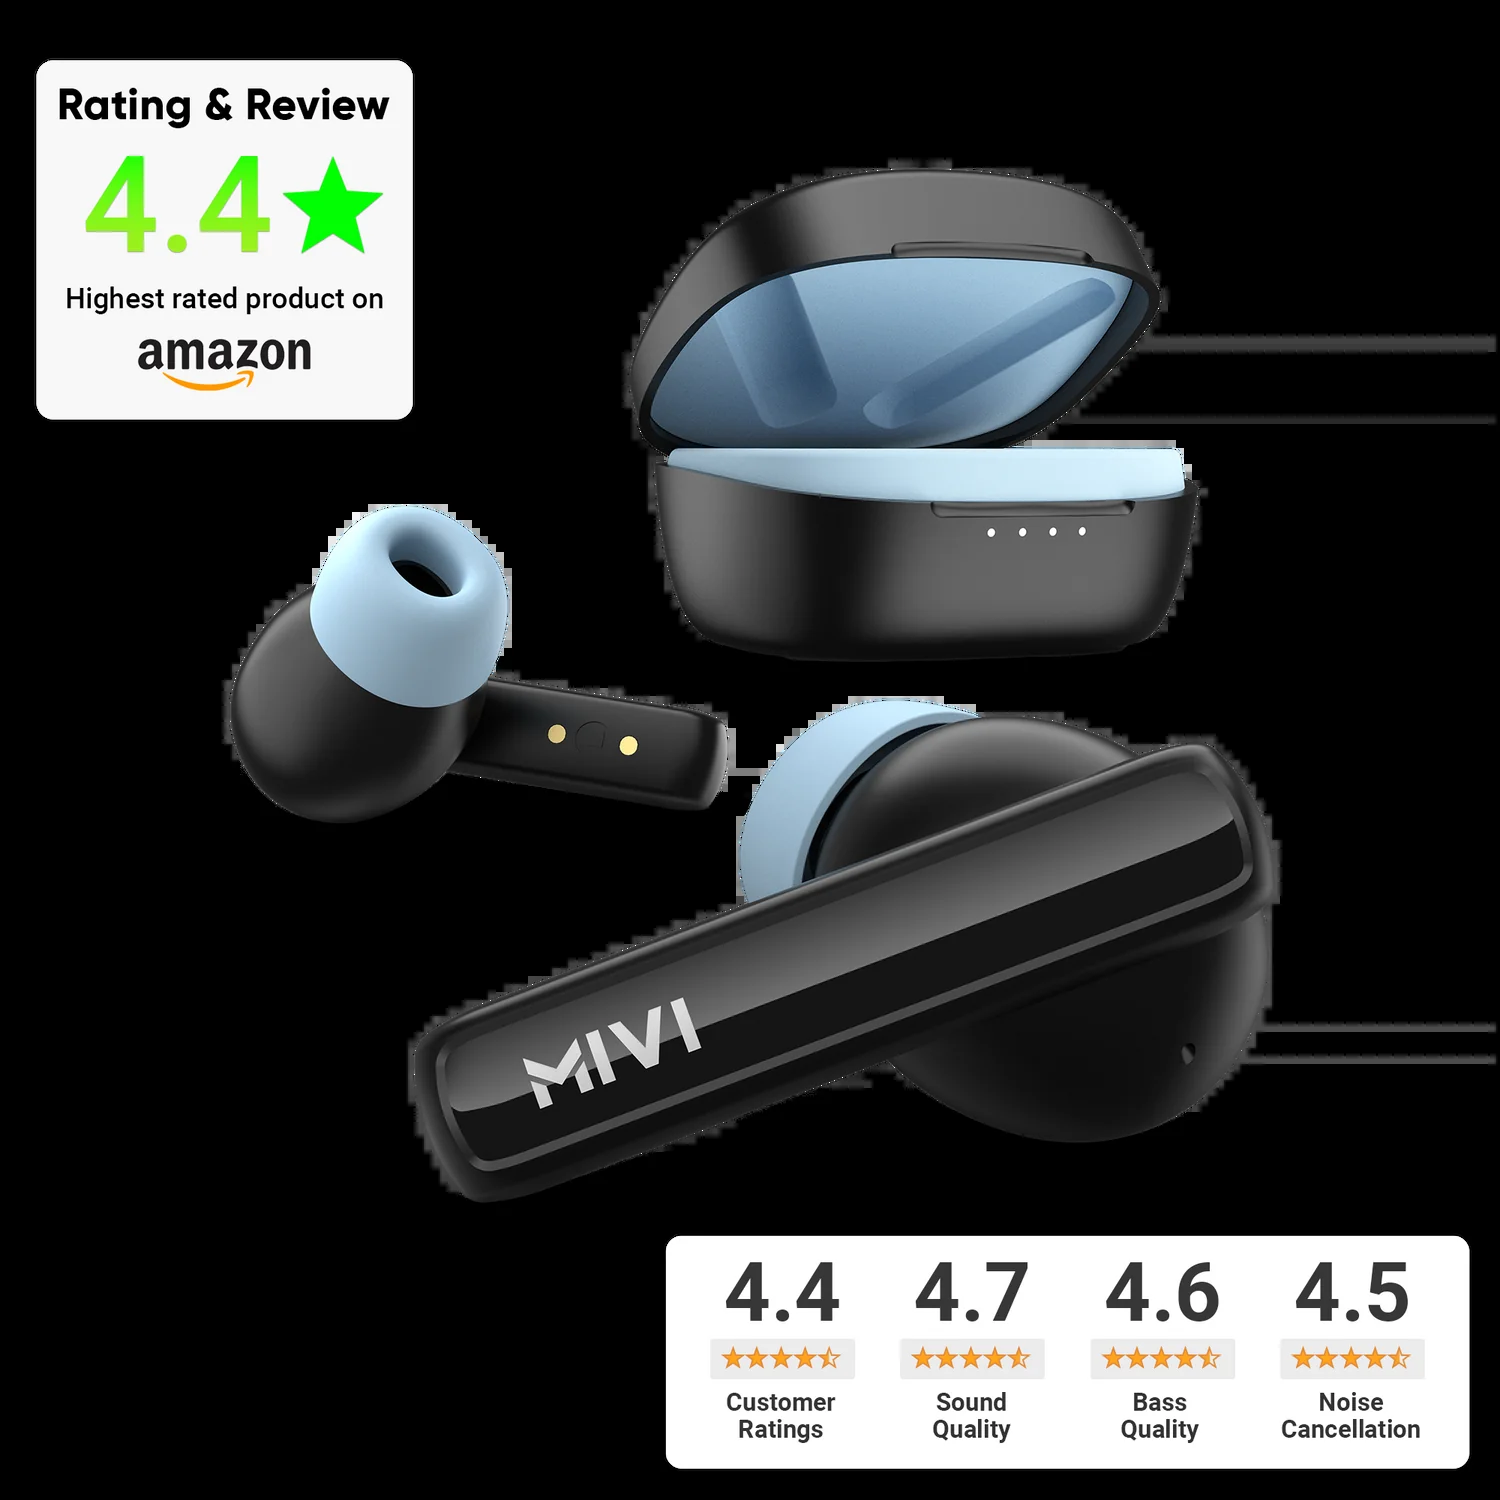 Rating & Review
4.4
Highest rated product on
amazon
MIVI
4.4 4.7 4.6 4.5
Customer Ratings
Sound Quality
Bass Quality
Noise Cancellation